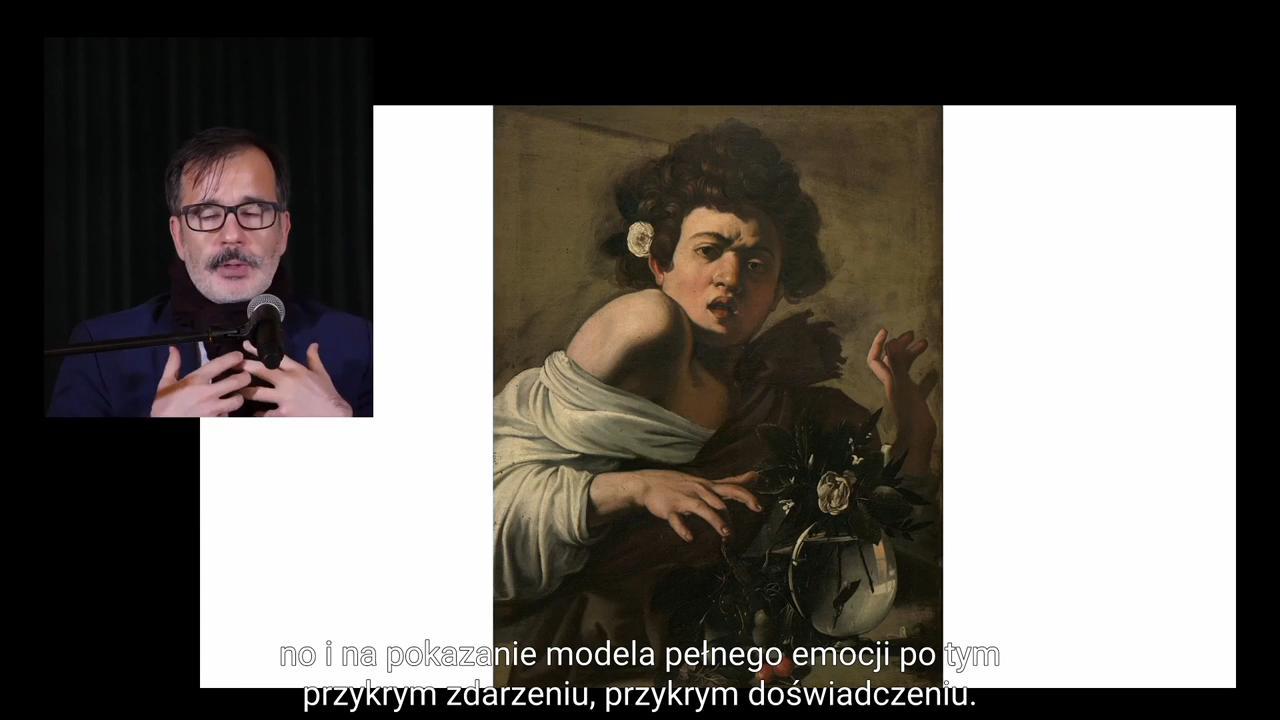 no i na pokazanie modela pełnego emocji po tym
przykrym zdarzeniu, przykrym doświadczeniu.